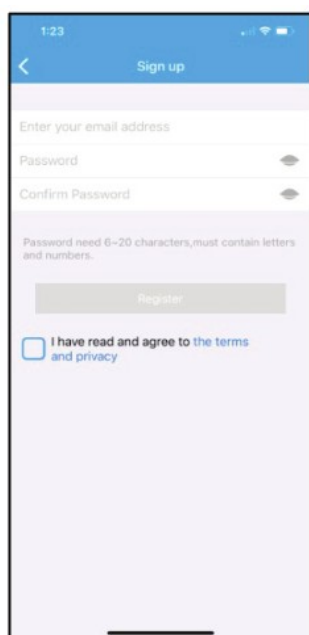 1:23
Sign up
Enter your email address
Password
Confirm Password
Password need 6~20 characters,must contain letters
and numbers.
Register
I have read and agree to the terms
and privacy